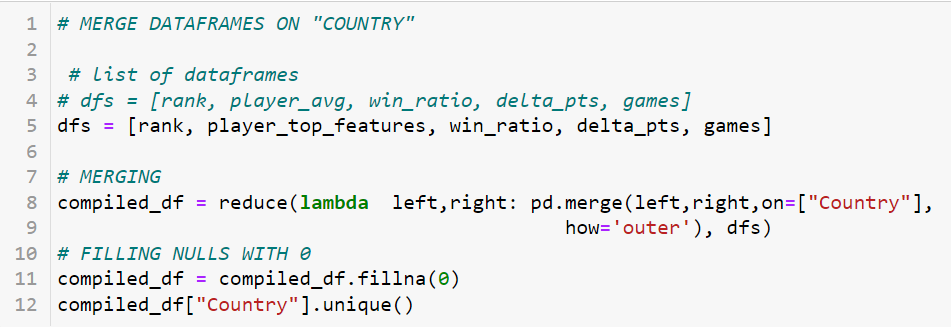 1 # MERGE DATAFRAMES ON "COUNTRY"
2
3  # list of dataframes
4 # dfs = [rank, player_avg, win_ratio, delta_pts, games]
5 dfs = [rank, player_top_features, win_ratio, delta_pts, games]
6
7 # MERGING
8 compiled_df = reduce(lambda  left,right: pd.merge(left,right,on=["Country"],
9                                         how='outer'), dfs)
10 # FILLING NULLS WITH 0
11 compiled_df = compiled_df.fillna(0)
12 compiled_df["Country"].unique()